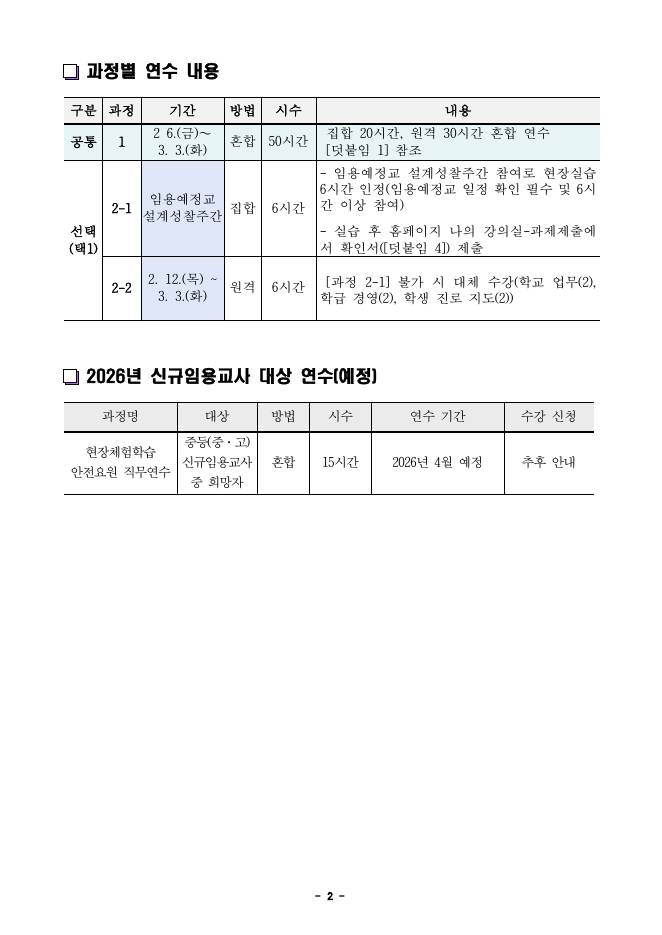 과정별 연수 내용
구분 과정 기간 방법 시수 내용
공통 1 2 6.(금)~ 3. 3.(화) 혼합 50시간 집합 20시간, 원격 30시간 혼합 연수
[덧붙임 1] 참조
선택
(택1)
2-1 임용예정교
설계성찰주간 집합 6시간
- 임용예정교 설계성찰주간 참여로 현장실습
6시간 인정(임용예정교 일정 확인 필수 및 6시
간 이상 참여)
- 실습 후 홈페이지 나의 강의실-과제제출에
서 확인서([덧붙임 4]) 제출
2-2 2. 12.(목) ~
3. 3.(화) 원격 6시간
[과정 2-1] 불가 시 대체 수강(학교 업무(2),
학급 경영(2), 학생 진로 지도(2))
2026년 신규임용교사 대상 연수(예정)
과정명 대상 방법 시수 연수 기간 수강 신청
현장체험학습
안전요원 직무연수
중등(중・고)
신규임용교사
중 희망자
혼합 15시간 2026년 4월 예정 추후 안내
- 2 -